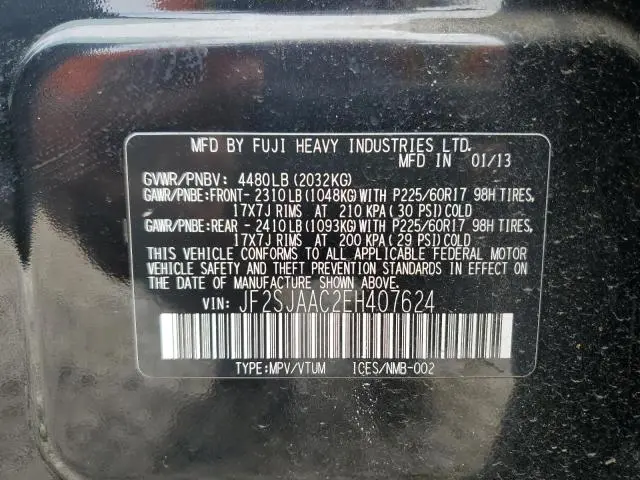 MFD BY FUJI HEAVY INDUSTRIES LTD.
MFD IN 01/13
GVWR/PNBV: 4480LB(2032KG)
GAWR/PNBE:FRONT-2310LB(1048KG)WITH P225/60R17 98H TIRES,
17X7J RIMS AT 210 KPA(30 PSI)COLD
GAWR/PNBE:REAR -2410LB(1093KG)WITH P225/60R17 98H TIRES,
17X7J RIMS AT 200 KPA(29 PSI)COLD
THIS VEHICLE CONFORMS TO ALL APPLICABLE FEDERAL MOTOR
VEHICLE SAFETY AND THEFT PREVENTION STANDARDS IN EFFECT
ON THE DATE OF MANUFACTURE SHOWN ABOVE.
VIN: JF2SJAAC2EH407624
TYPE:MPV/VTUM ICES/NMB-002